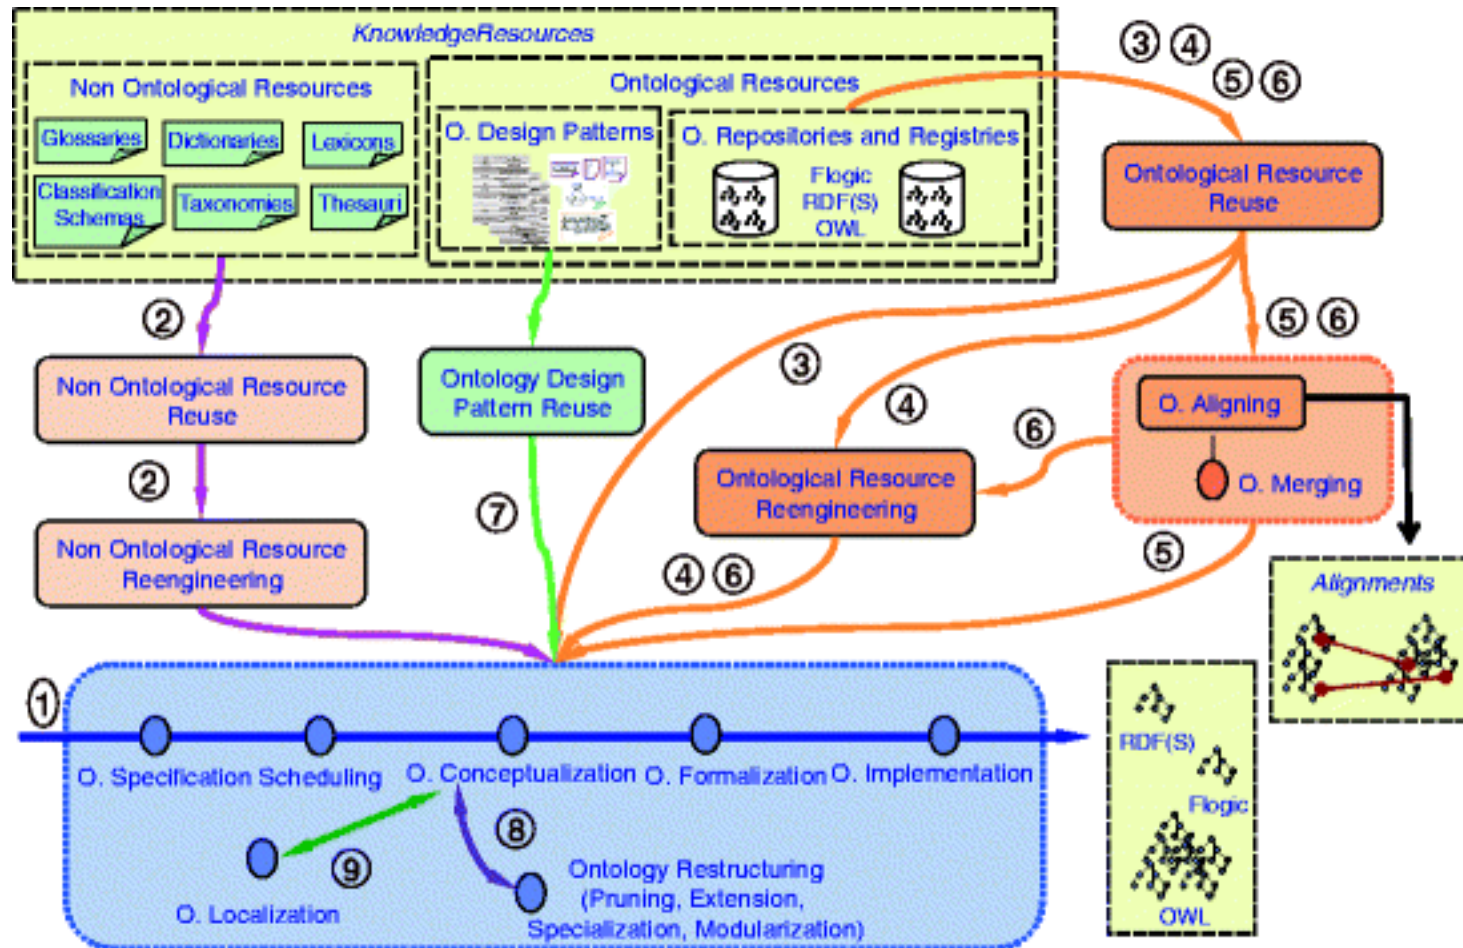 KnowledgeResources
Non Ontological Resources
Glossaries
Dictionaries
Lexicons
Classification
Schemas
Taxonomies
Thesauri
Ontological Resources
O. Design Patterns
O. Repositories and Registries
Flogic
RDF(S)
OWL
③ ④
⑤ ⑥
Ontological Resource
Reuse
②
Non Ontological Resource
Reuse
②
Non Ontological Resource
Reengineering
Ontology Design
Pattern Reuse
⑦
③
④
⑤ ⑥
O. Aligning
O. Merging
⑥
Ontological Resource
Reengineering
④ ⑥
⑤
Alignments
①
O. Specification Scheduling
O. Conceptualization
O. Formalization
O. Implementation
⑧
⑨
O. Localization
Ontology Restructuring
(Pruning, Extension,
Specialization, Modularization)
RDF(S)
Flogic
OWL